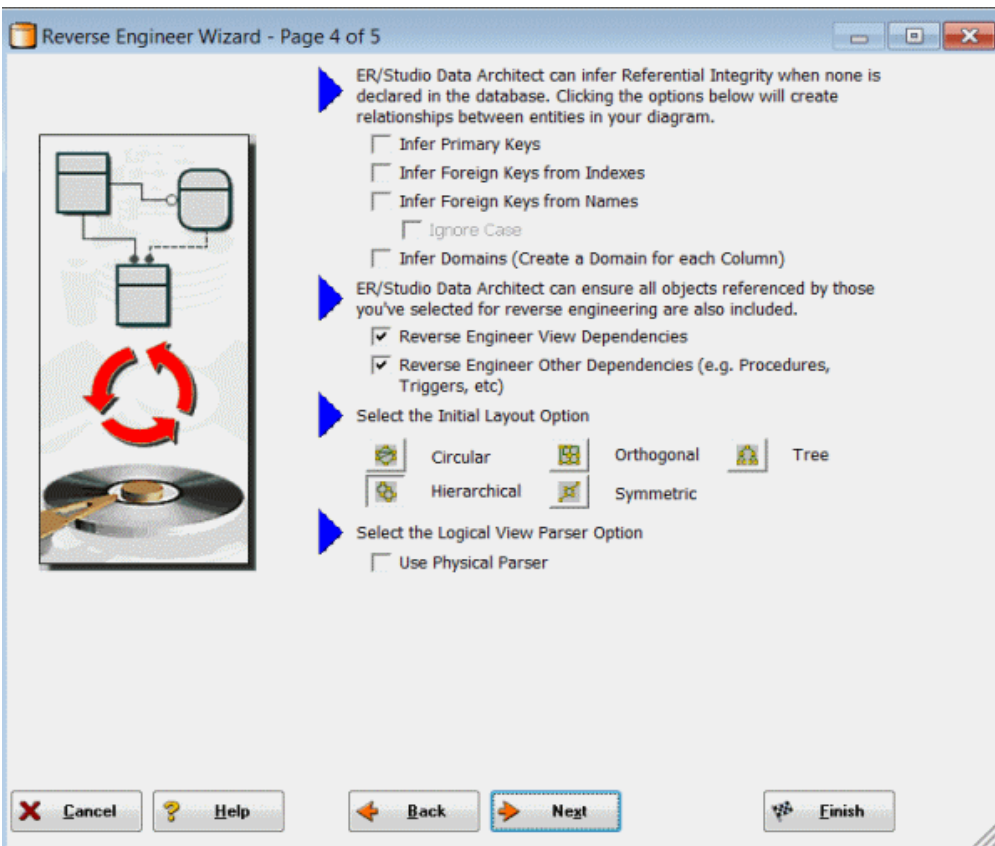 Reverse Engineer Wizard - Page 4 of 5
ER/Studio Data Architect can infer Referential Integrity when none is
declared in the database. Clicking the options below will create
relationships between entities in your diagram.
Infer Primary Keys
Infer Foreign Keys from Indexes
Infer Foreign Keys from Names
Ignore Case
Infer Domains (Create a Domain for each Column)
ER/Studio Data Architect can ensure all objects referenced by those
you've selected for reverse engineering are also included.
Reverse Engineer View Dependencies
Reverse Engineer Other Dependencies (e.g. Procedures,
Triggers, etc)
Select the Initial Layout Option
Circular Orthogonal Tree
Hierarchical Symmetric
Select the Logical View Parser Option
Use Physical Parser
Cancel Help Back Next Finish